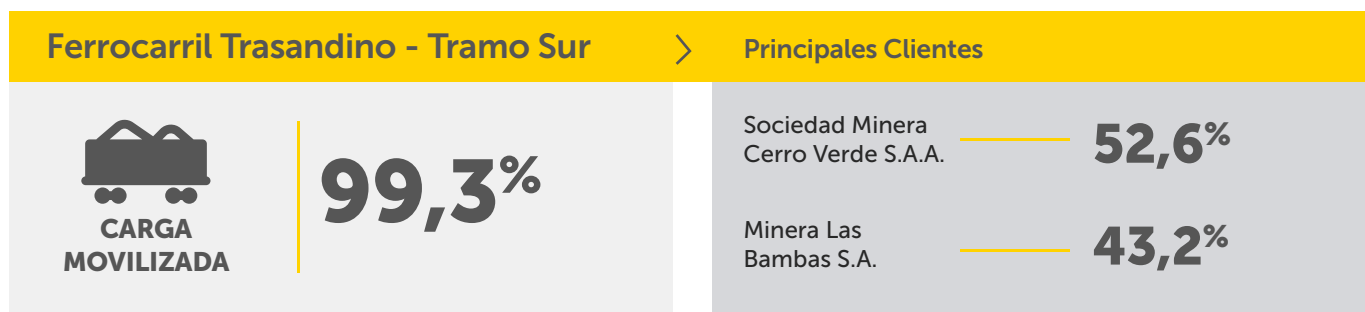 Ferrocarril Trasandino - Tramo Sur
CARGA
MOVILIZADA
99,3%
Principales Clientes
Sociedad Minera
Cerro Verde S.A.A.
52,6%
Minera Las
Bambas S.A.
43,2%